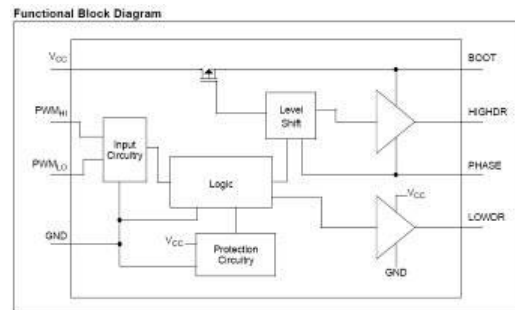 Functional Block Diagram
VCC
BOOT
PWMHI
Level
Shift
HIGHDR
Input
Circuitry
PWMLO
PHASE
Logic
VCC
LOWDR
GND
VCC
Protection
Circuitry
GND